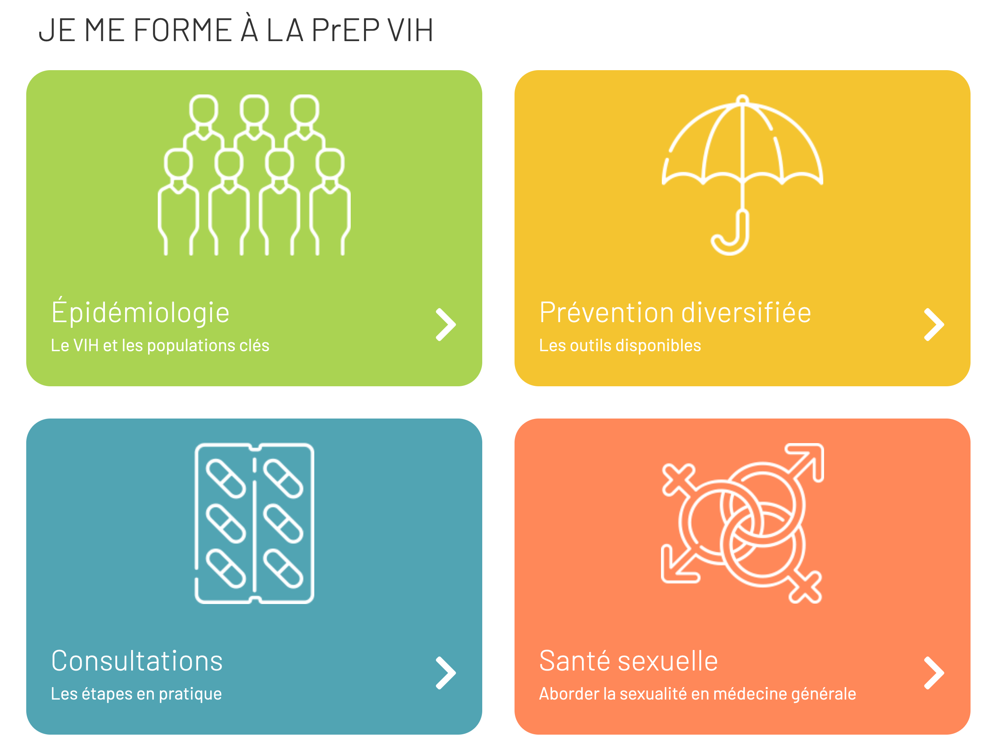 JE ME FORME À LA PrEP VIH
Épidémiologie
Le VIH et les populations clés
Prévention diversifiée
Les outils disponibles
Consultations
Les étapes en pratique
Santé sexuelle
Aborder la sexualité en médecine générale